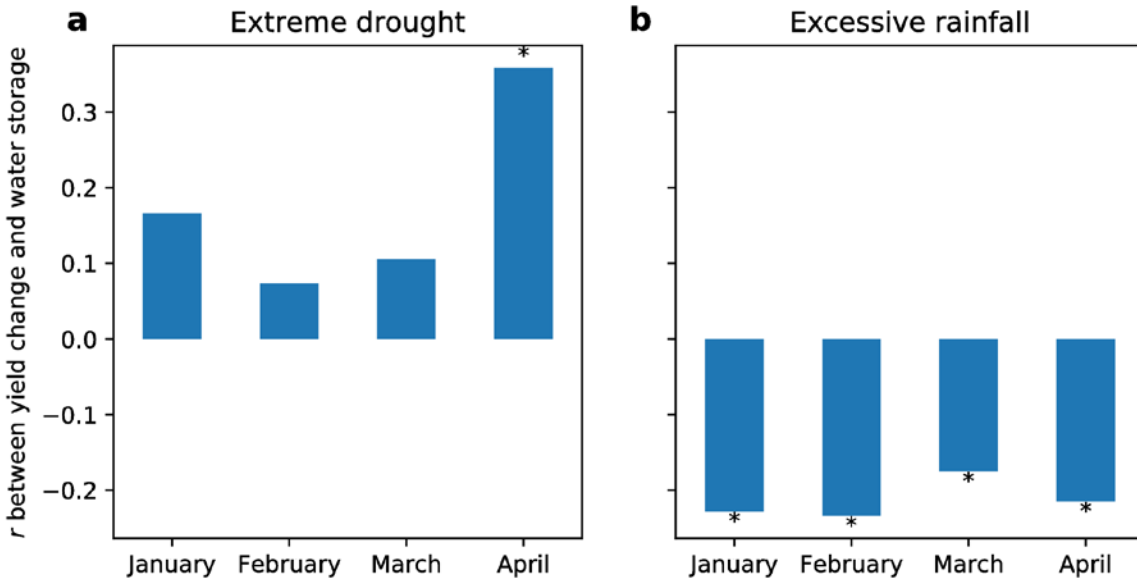 a Extreme drought
r between yield change and water storage
0.3
0.2
0.1
0.0
−0.1
−0.2
*
January February March April
b Excessive rainfall
* * * *
January February March April